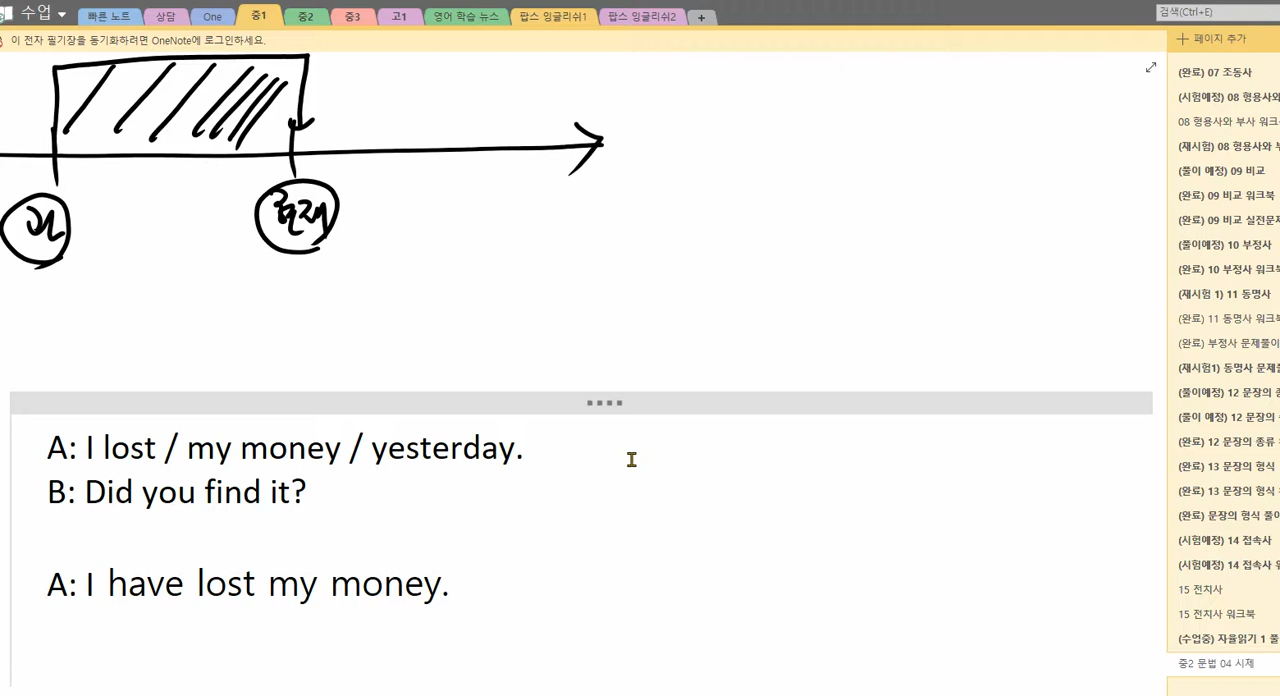 수업
빠른 노트 상담 One 중1 중2 중3 고1 영어 학습 뉴스 팝스 잉글리쉬1 팝스 잉글리쉬2 +
검색(Ctrl+E)
이 전자 필기장을 동기화하려면 OneNote에 로그인하세요.
페이지 추가
현재
A: I lost / my money / yesterday.
B: Did you find it?
A: I have lost my money.
(완료) 07 조동사
(시험예정) 08 형용사와
08 형용사와 부사 워크
(재시험) 08 형용사와
(풀이 예정) 09 비교
(완료) 09 비교 워크북
(완료) 09 비교 실전문제
(풀이예정) 10 부정사
(완료) 10 부정사 워크북
(재시험 1) 11 동명사
(완료) 11 동명사 워크북
(완료) 부정사 문제풀이
(재시험1) 동명사 문제
(풀이예정) 12 문장의
(풀이 예정) 12 문장의
(완료) 12 문장의 종류
(완료) 13 문장의 형식
(완료) 13 문장의 형식
(완료) 문장의 형식 풀이
(시험예정) 14 접속사
(시험예정) 14 접속사
15 전치사
15 전치사 워크북
(수업중) 자율읽기 1
중2 문법 04 시제